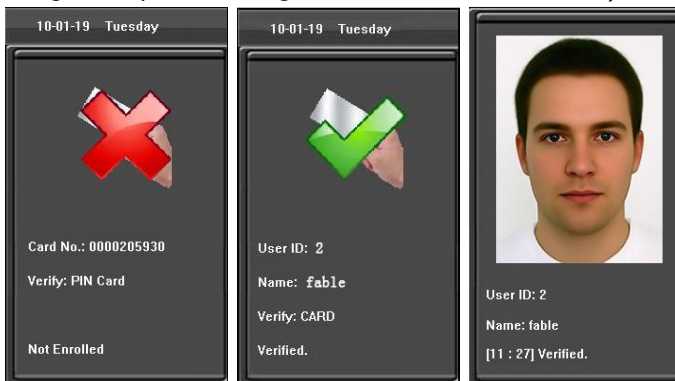 10-01-19 Tuesday
Card No.: 0000205930
Verify: PIN Card
Not Enrolled
10-01-19 Tuesday
User ID: 2
Name: fable
Verify: CARD
Verified.
User ID: 2
Name: fable
[11 : 27] Verified.